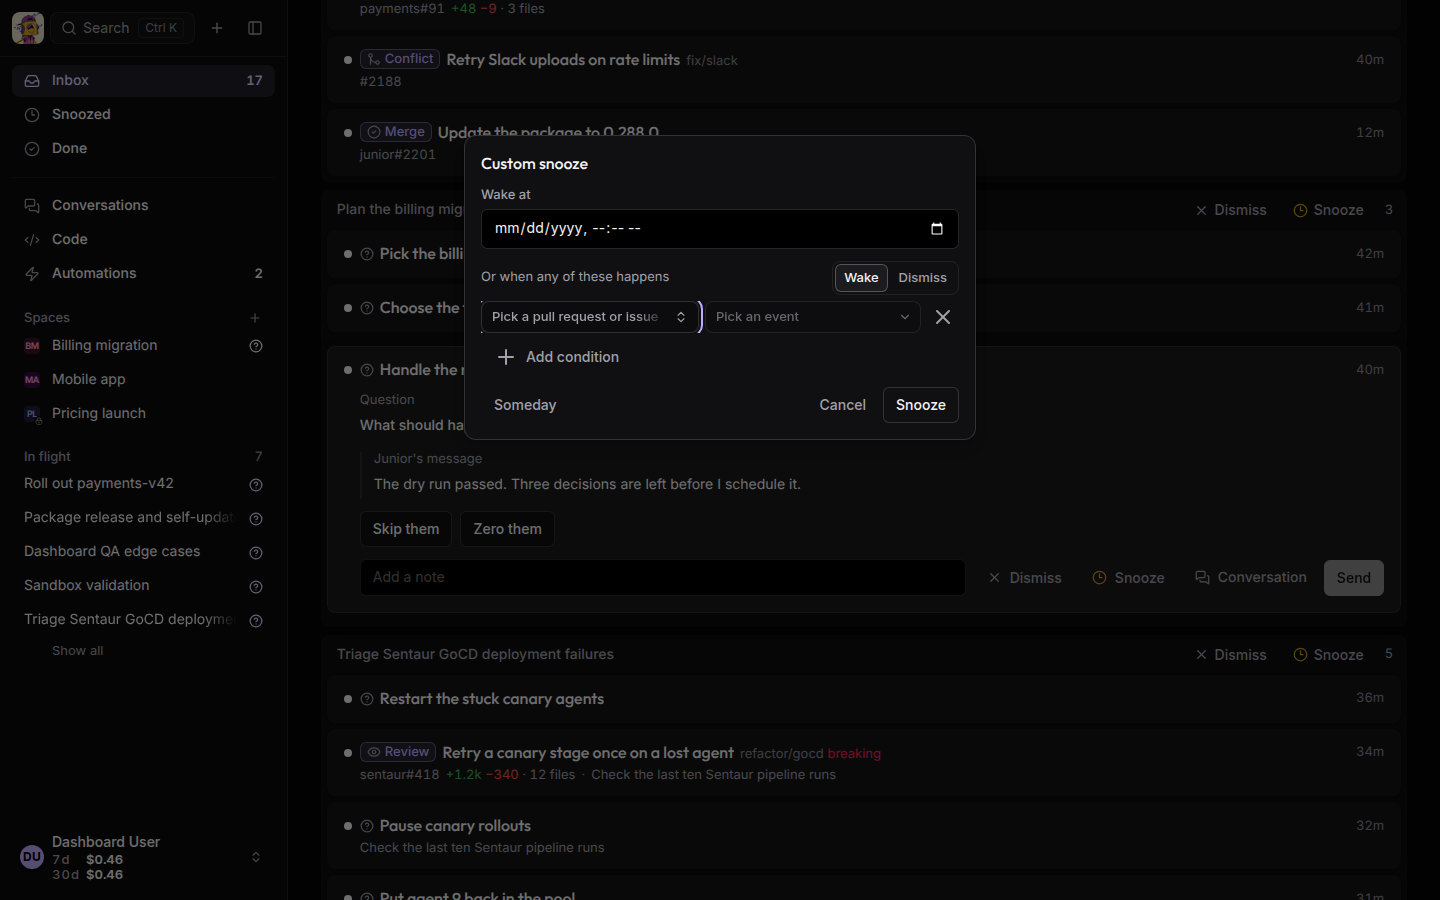 Search Ctrl K
Inbox 17
Snoozed
Done
Conversations
Code
Automations 2
Spaces
BM Billing migration
MA Mobile app
PL Pricing launch
In flight 7
Roll out payments-v42
Package release and self-updat
Dashboard QA edge cases
Sandbox validation
Triage Sentaur GoCD deployme
Show all
DU Dashboard User
7d $0.46
30d $0.46
payments#91 +48 −9 · 3 files
Conflict Retry Slack uploads on rate limits fix/slack 40m
#2188
Merge Update the package to 0.288.0 12m
junior#2201
Plan the billing mig Dismiss Snooze 3
Pick the billi 42m
Choose the 41m
Handle the 40m
Question
What should ha
Junior's message
The dry run passed. Three decisions are left before I schedule it.
Skip them Zero them
Add a note Dismiss Snooze Conversation Send
Custom snooze
Wake at
mm/dd/yyyy, --:-- --
Or when any of these happens Wake Dismiss
Pick a pull request or issue Pick an event
Add condition
Someday Cancel Snooze
Triage Sentaur GoCD deployment failures Dismiss Snooze 5
Restart the stuck canary agents 36m
Review Retry a canary stage once on a lost agent refactor/gocd breaking 34m
sentaur#418 +1.2k −340 · 12 files · Check the last ten Sentaur pipeline runs
Pause canary rollouts 32m
Check the last ten Sentaur pipeline runs
Put agent 9 back in the pool 31m